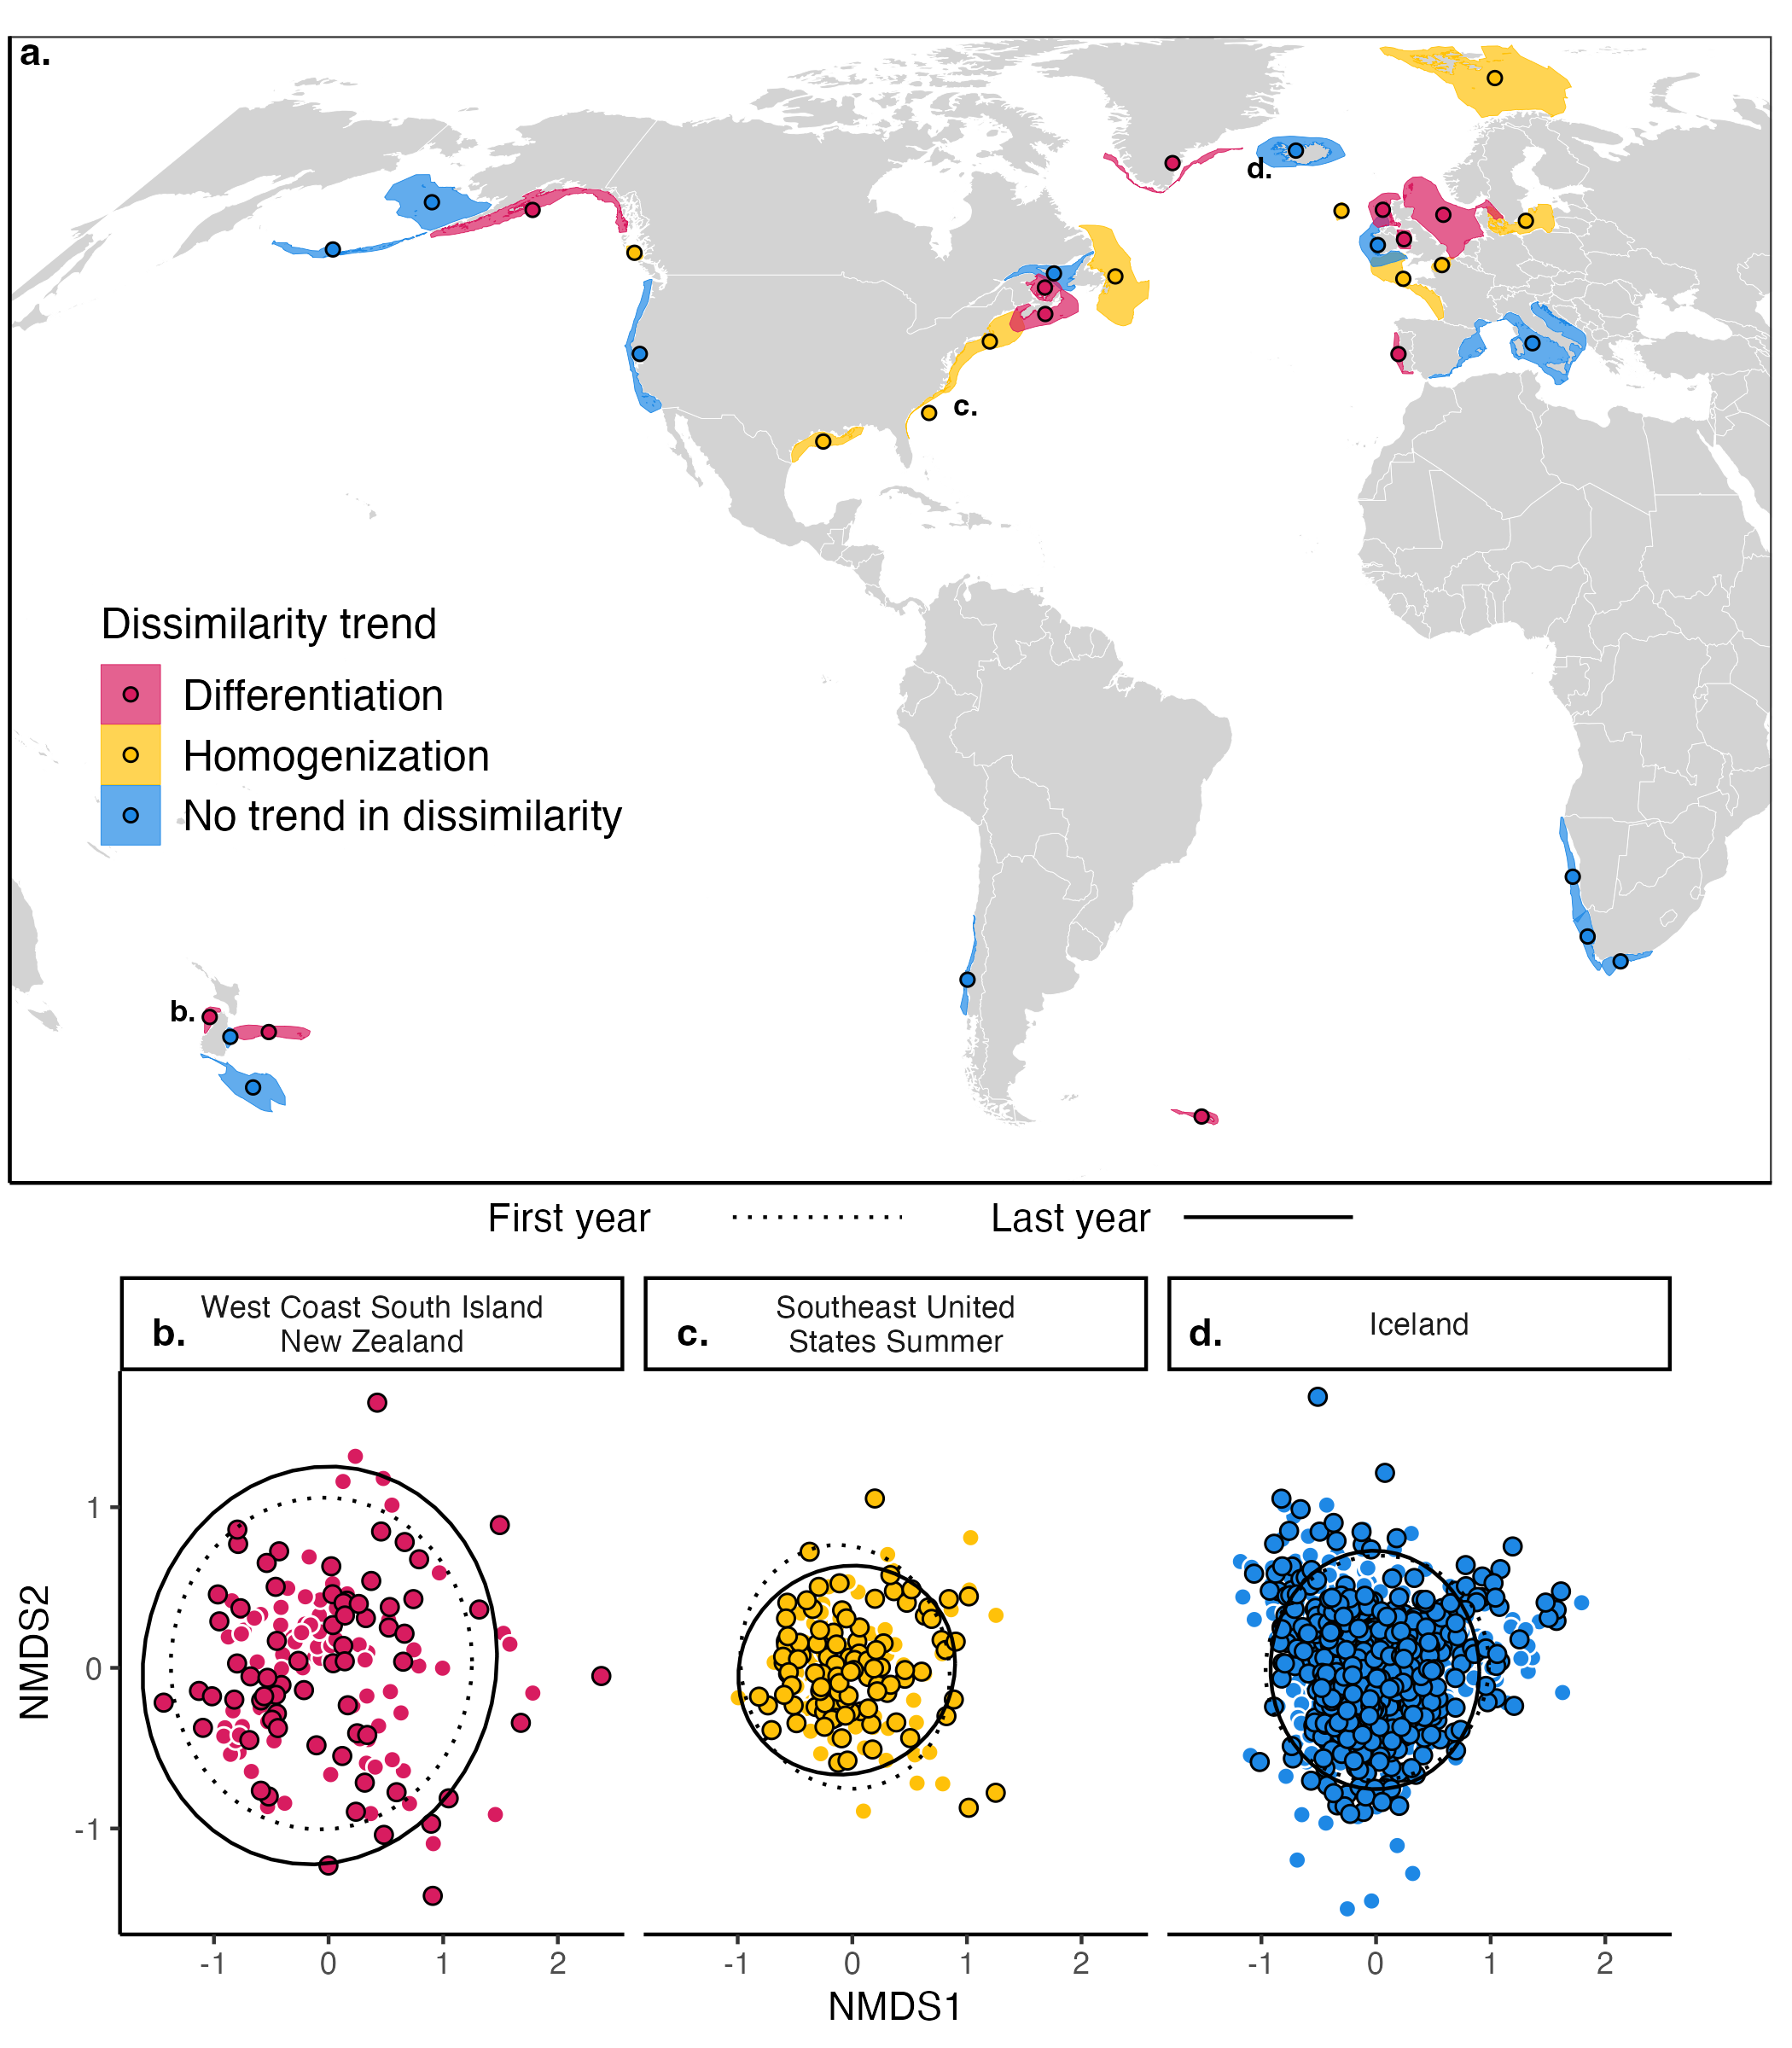 a.
d.
c.
Dissimilarity trend
Differentiation
Homogenization
No trend in dissimilarity
b.
First year
Last year
b.
West Coast South Island
New Zealand
c.
Southeast United
States Summer
d.
Iceland
NMDS2
1
0
-1
-1 0 1 2
-1 0 1 2
-1 0 1 2
NMDS1